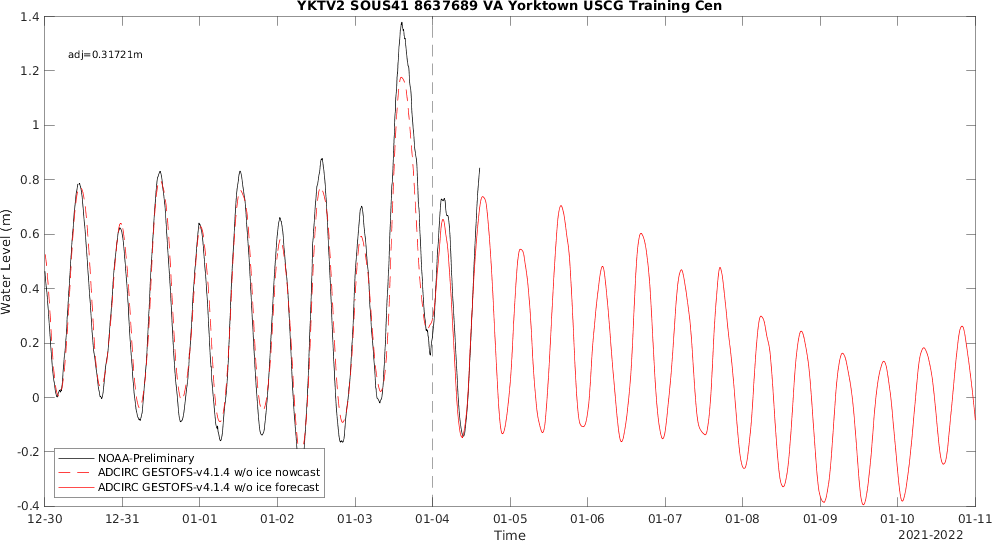 YKTV2 SOUS41 8637689 VA Yorktown USCG Training Cen
adj=0.31721m
1.4
1.2
1
0.8
0.6
0.4
0.2
0
-0.2
-0.4
Water Level (m)
NOAA-Preliminary
ADCIRC GESTOFS-v4.1.4 w/o ice nowcast
ADCIRC GESTOFS-v4.1.4 w/o ice forecast
12-30 12-31 01-01 01-02 01-03 01-04 01-05 01-06 01-07 01-08 01-09 01-10 01-11
Time
2021-2022